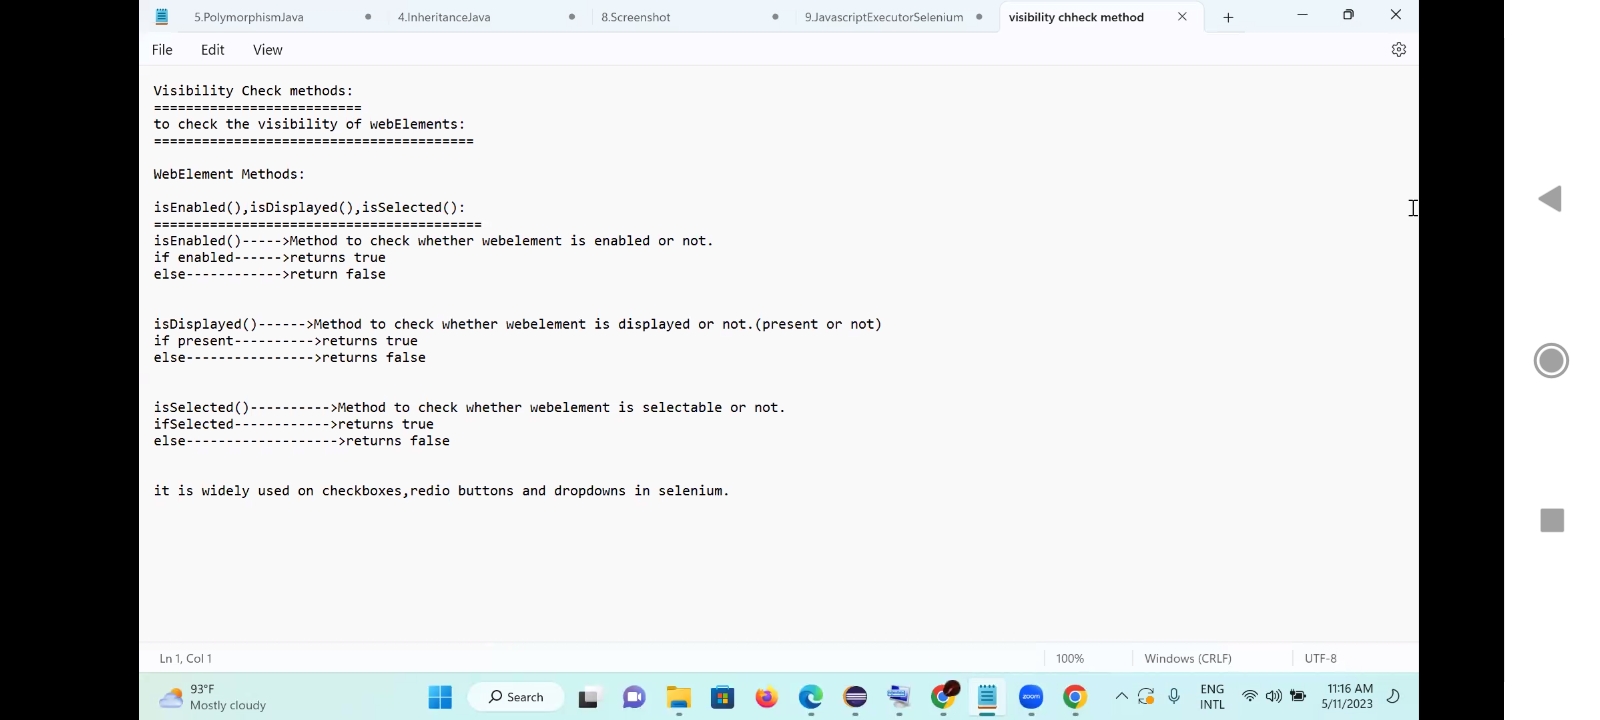 5.PolymorphismJava
4.InheritanceJava
8.Screenshot
9.JavascriptExecutorSelenium
visibility chheck method
File Edit View
Visibility Check methods:
==========================
to check the visibility of webElements:
========================================
WebElement Methods:
isEnabled(),isDisplayed(),isSelected():
=========================================
isEnabled()----->Method to check whether webelement is enabled or not.
if enabled------>returns true
else------------>return false
isDisplayed()------>Method to check whether webelement is displayed or not.(present or not)
if present---------->returns true
else---------------->returns false
isSelected()---------->Method to check whether webelement is selectable or not.
ifSelected------------>returns true
else------------------->returns false
it is widely used on checkboxes,redio buttons and dropdowns in selenium.
Ln 1, Col 1
100%
Windows (CRLF)
UTF-8
93°F
Mostly cloudy
Search
zoom
ENG
INTL
11:16 AM
5/11/2023